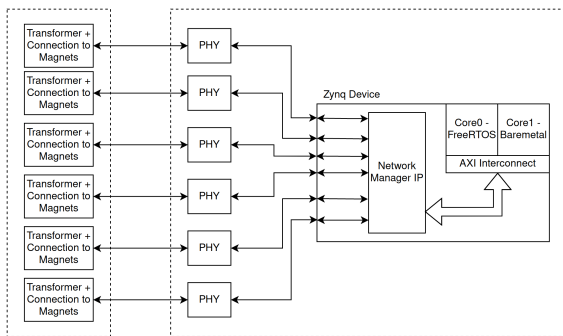 Transformer +
Connection to
Magnets
PHY
Transformer +
Connection to
Magnets
PHY
Transformer +
Connection to
Magnets
PHY
Transformer +
Connection to
Magnets
PHY
Transformer +
Connection to
Magnets
PHY
Transformer +
Connection to
Magnets
PHY
Zynq Device
Network
Manager IP
Core0 -
FreeRTOS
Core1 -
Baremetal
AXI Interconnect